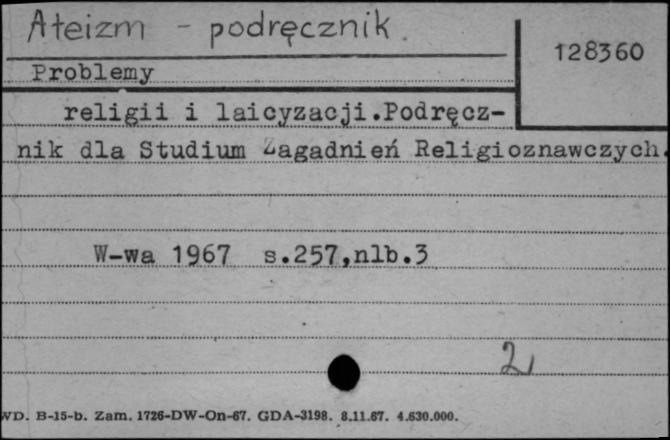 Ateizm - podręcznik.
128360
Problemy
religii i laicyzacji.Podręcz-
nik dla Studium Zagadnień Religioznawczych.
W-wa 1967 s.257,nlb.3
2
WD. B-15-b. Zam. 1726-DW-On-67. GDA-3198. 8.11.67. 4.630.000.